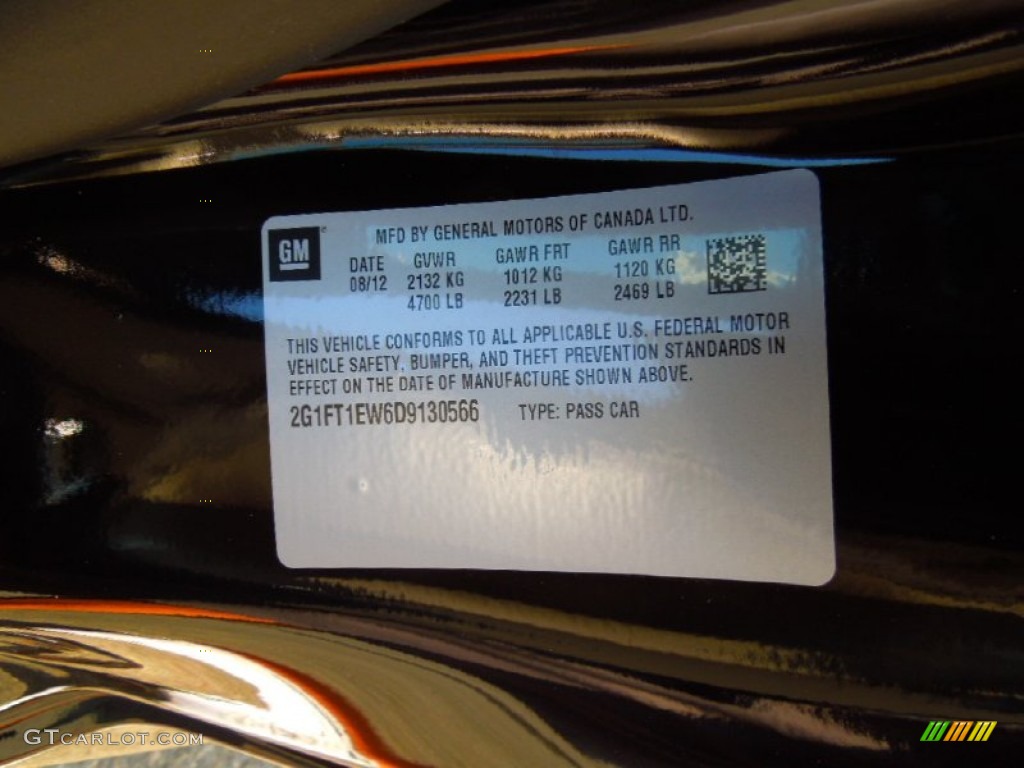 GM
MFD BY GENERAL MOTORS OF CANADA LTD.
DATE GVWR GAWR FRT GAWR RR
08/12 2132 KG 1012 KG 1120 KG
4700 LB 2231 LB 2469 LB
THIS VEHICLE CONFORMS TO ALL APPLICABLE U.S. FEDERAL MOTOR
VEHICLE SAFETY, BUMPER, AND THEFT PREVENTION STANDARDS IN
EFFECT ON THE DATE OF MANUFACTURE SHOWN ABOVE.
2G1FT1EW6D9130566 TYPE: PASS CAR
GTCARLOT.COM